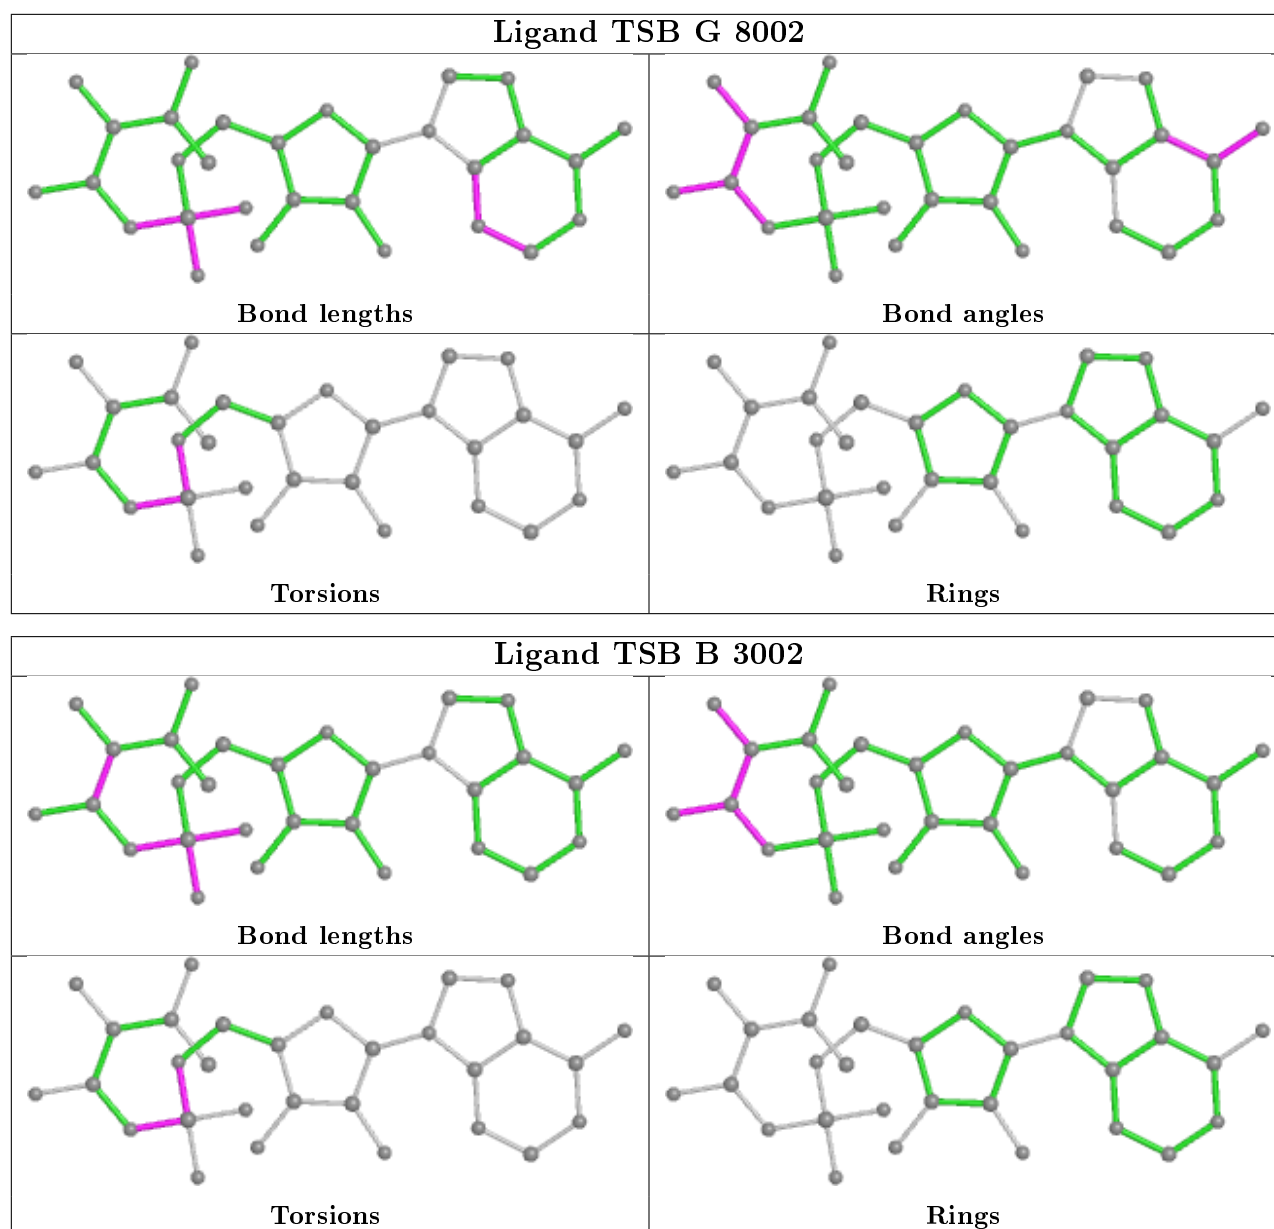 Ligand TSB G 8002
Bond lengths
Bond angles
Torsions
Rings
Ligand TSB B 3002
Bond lengths
Bond angles
Torsions
Rings